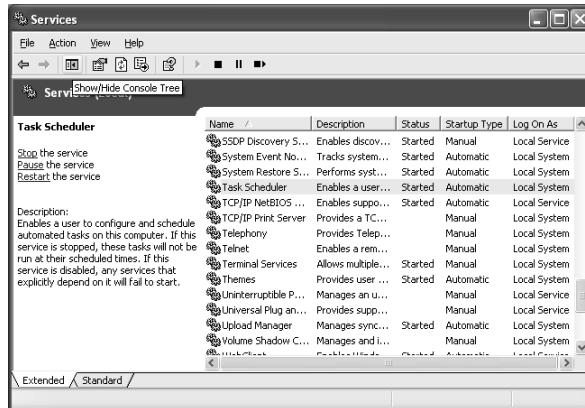 Services
File Action View Help
Show/Hide Console Tree
Services (Local)
Task Scheduler
Stop the service
Pause the service
Restart the service
Description:
Enables a user to configure and schedule
automated tasks on this computer. If this
service is stopped, these tasks will not be
run at their scheduled times. If this
service is disabled, any services that
explicitly depend on it will fail to start.
Name Description Status Startup Type Log On As
SSDP Discovery S... Enables discov... Started Manual Local Service
System Event No... Tracks system... Started Automatic Local System
System Restore S... Performs syst... Started Automatic Local System
Task Scheduler Enables a user... Started Automatic Local System
TCP/IP NetBIOS ... Enables suppo... Started Automatic Local Service
TCP/IP Print Server Provides a TC... Manual Local System
Telephony Provides Telep... Manual Local System
Telnet Enables a rem... Manual Local System
Terminal Services Allows multiple... Started Manual Local System
Themes Provides user ... Started Automatic Local System
Uninterruptible P... Manages an u... Manual Local Service
Universal Plug an... Provides supp... Manual Local Service
Upload Manager Manages sync... Started Automatic Local System
Volume Shadow C... Manages and i... Manual Local System
WebClient Enables Windo... Started Automatic Local Service
Extended Standard